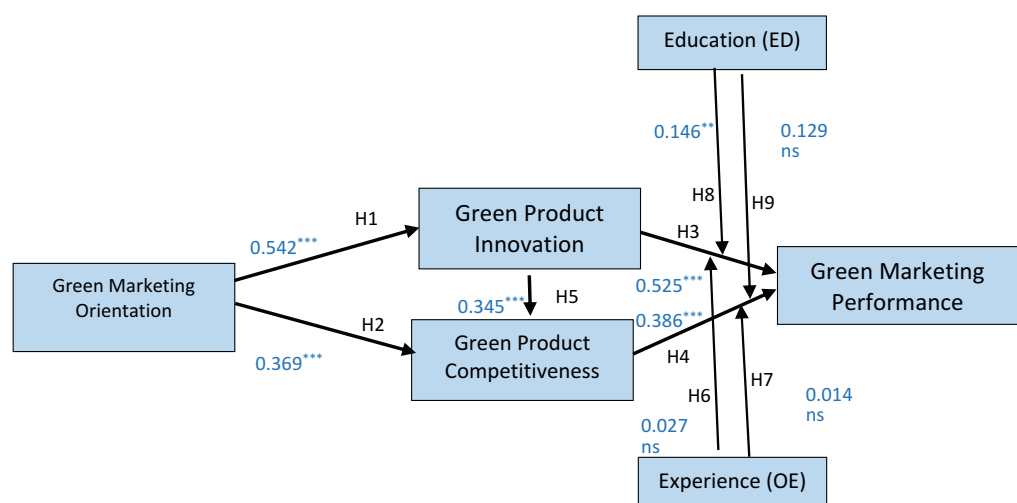 Education (ED)
0.146**
0.129
ns
H8
H9
H1
Green Product
Innovation
H3
0.542***
Green Marketing
Orientation
Green Marketing
Performance
0.525***
0.345***
H5
0.386***
H2
Green Product
Competitiveness
H4
0.369***
H6
H7
0.014
ns
0.027
ns
Experience (OE)